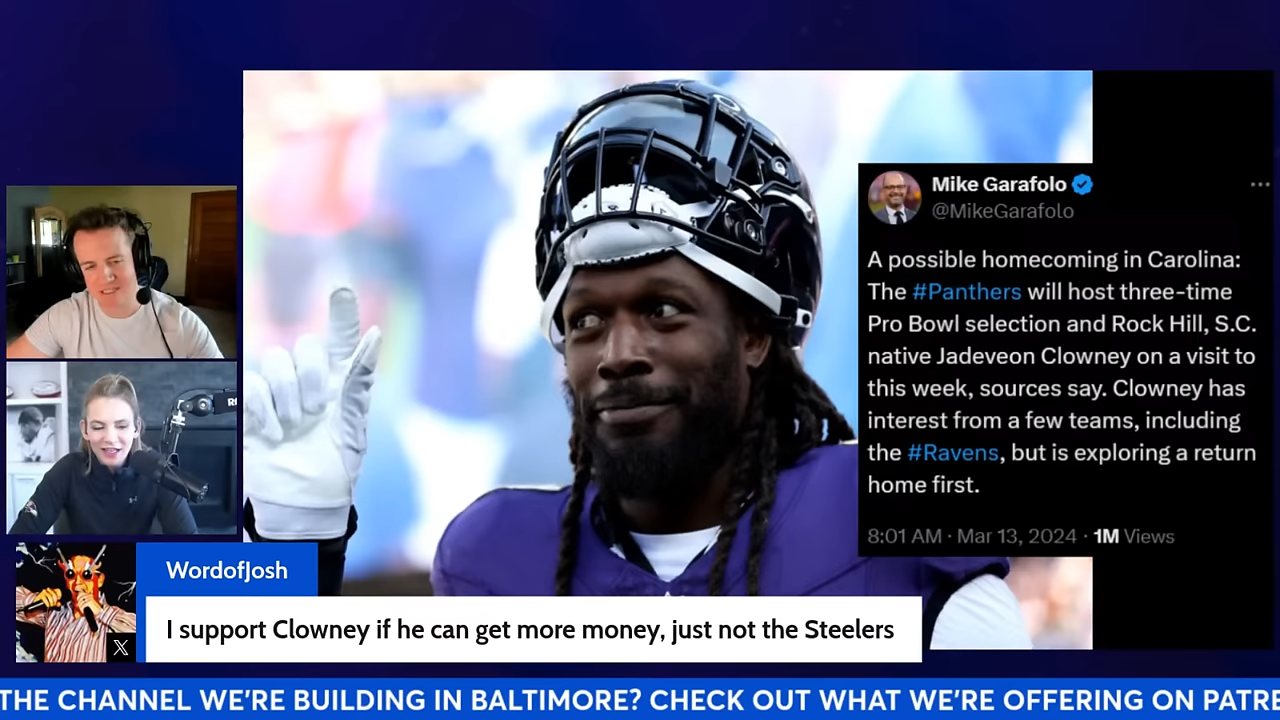 Mike Garafolo
@MikeGarafolo
A possible homecoming in Carolina:
The #Panthers will host three-time
Pro Bowl selection and Rock Hill, S.C.
native Jadeveon Clowney on a visit to
this week, sources say. Clowney has
interest from a few teams, including
the #Ravens, but is exploring a return
home first.
8:01 AM · Mar 13, 2024 · 1M Views
WordofJosh
I support Clowney if he can get more money, just not the Steelers
THE CHANNEL WE'RE BUILDING IN BALTIMORE? CHECK OUT WHAT WE'RE OFFERING ON PATRE